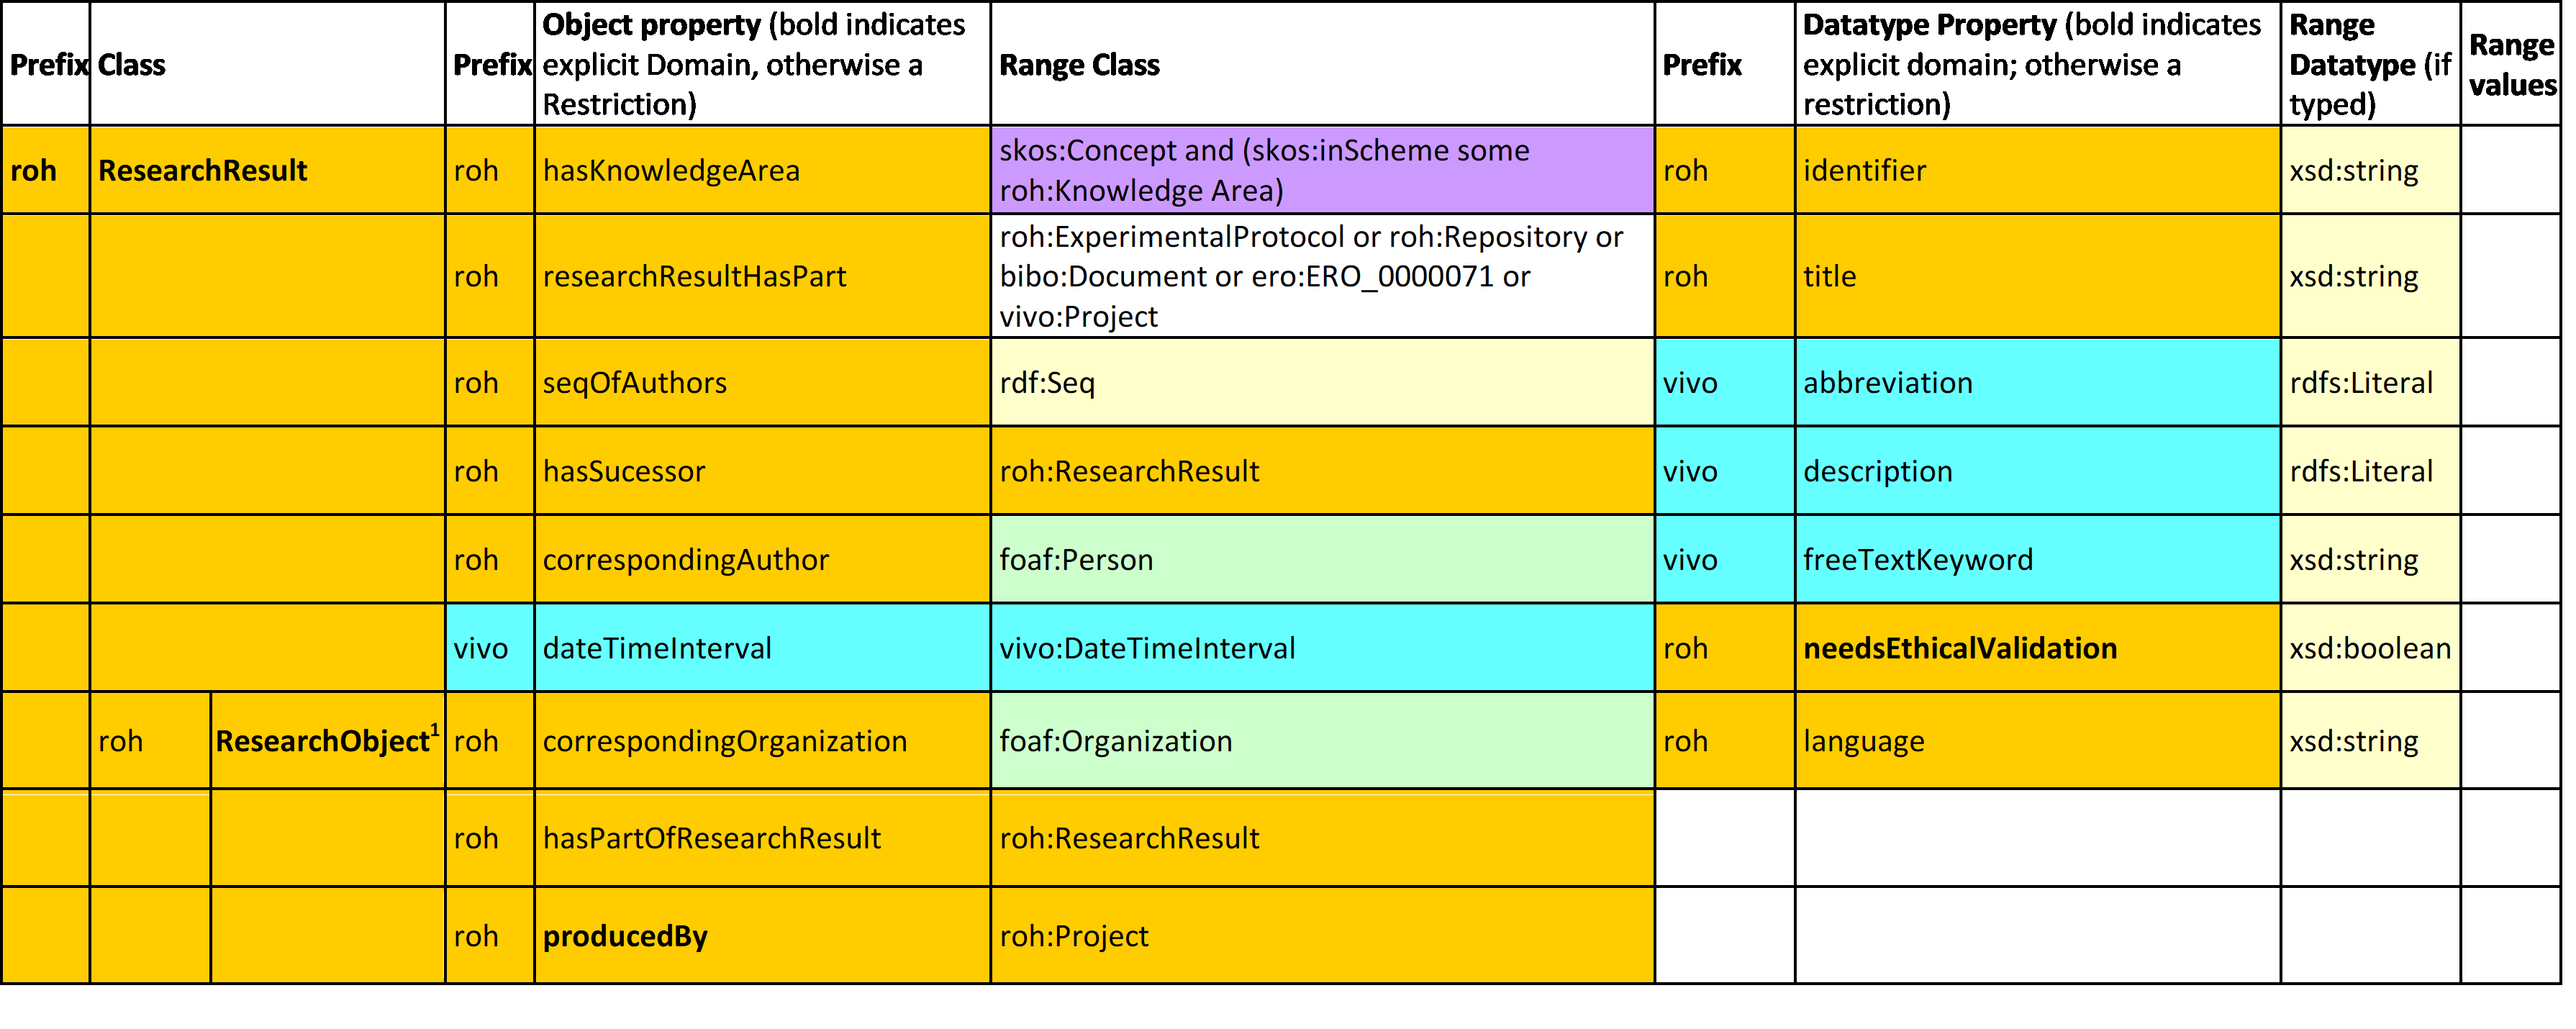 Prefix Class Prefix Object property (bold indicates explicit Domain, otherwise a Restriction) Range Class Prefix Datatype Property (bold indicates explicit domain; otherwise a restriction) Range Datatype (if typed) Range values
roh ResearchResult roh hasKnowledgeArea skos:Concept and (skos:inScheme some roh:Knowledge Area) roh identifier xsd:string
roh researchResultHasPart roh:ExperimentalProtocol or roh:Repository or bibo:Document or ero:ERO_0000071 or vivo:Project roh title xsd:string
roh seqOfAuthors rdf:Seq vivo abbreviation rdfs:Literal
roh hasSucessor roh:ResearchResult vivo description rdfs:Literal
roh correspondingAuthor foaf:Person vivo freeTextKeyword xsd:string
vivo dateTimeInterval vivo:DateTimeInterval roh needsEthicalValidation xsd:boolean
roh ResearchObject¹ roh correspondingOrganization foaf:Organization roh language xsd:string
roh hasPartOfResearchResult roh:ResearchResult
roh producedBy roh:Project